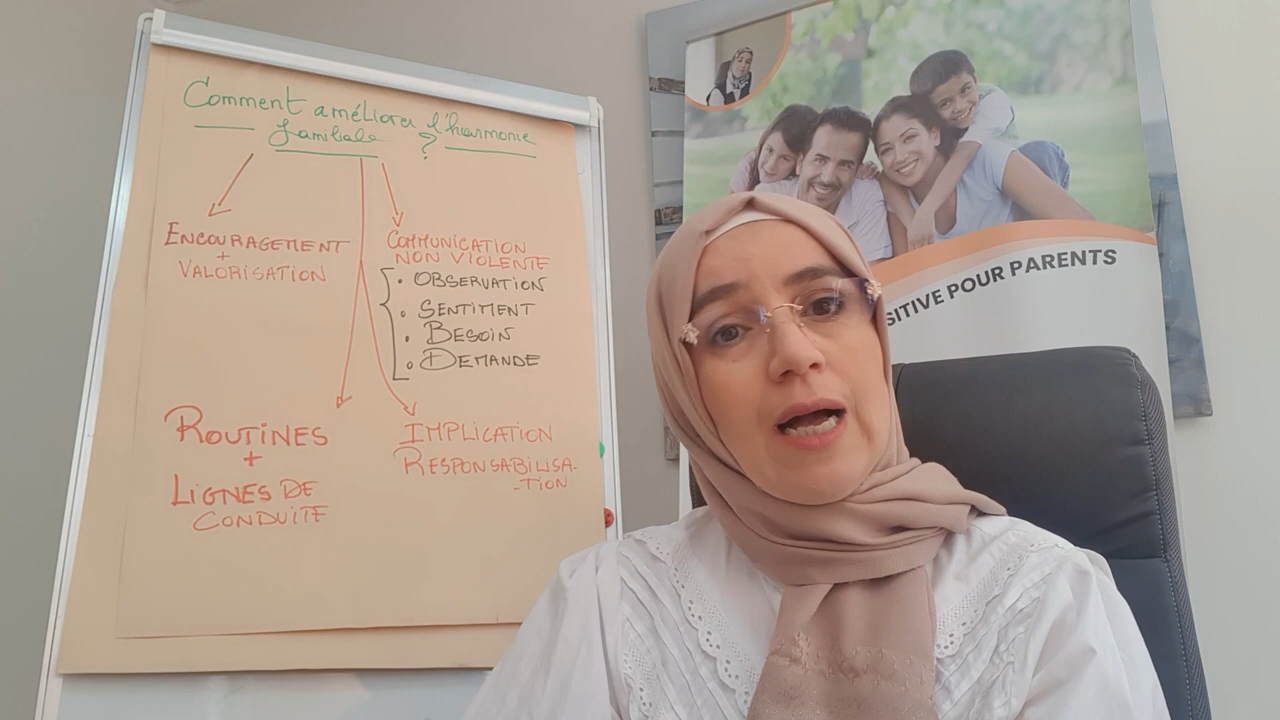 Comment améliorer l'harmonie
familiale ?
ENCOURAGEMENT
+
VALORISATION
COMMUNICATION
NON VIOLENTE
• OBSERVATION
• SENTIMENT
• BESOIN
• DEMANDE
ROUTINES
+
LIGNES DE
CONDUITE
IMPLICATION
RESPONSABILISA-
-TION
SITIVE POUR PARENTS